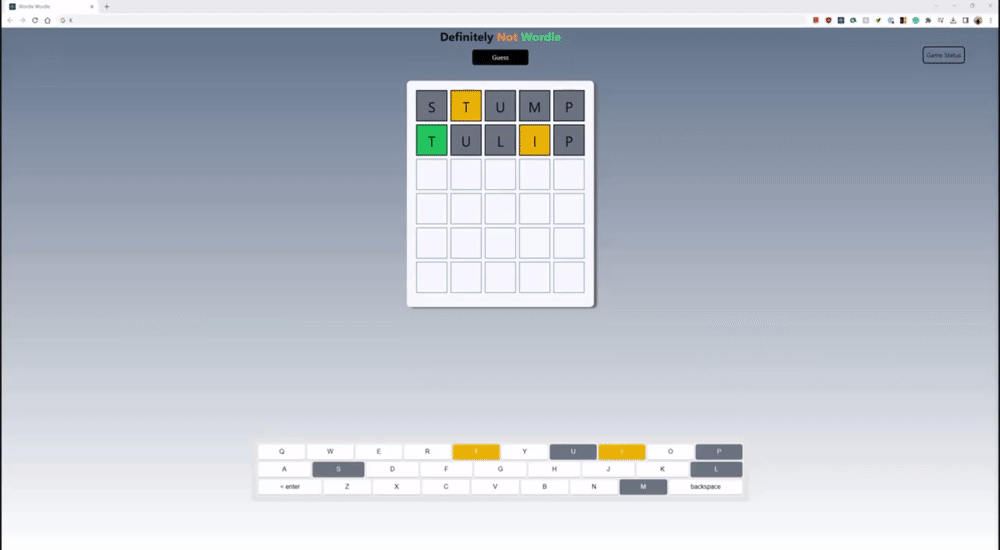 Wordle Wordle
K
Definitely Not Wordle
Guess
Game Status
S T U M P
T U L I P
Q W E R T Y U I O P
A S D F G H J K L
< enter Z X C V B N M backspace